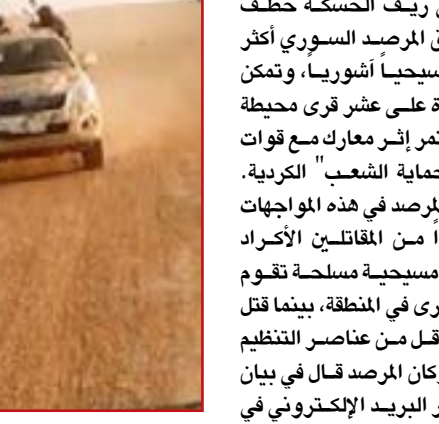 ريف الحسكة خطف
المرصد السوري أكثر
سيحياً آشورياً، وتمكن
ة على عشر قرى محيطة
تمر إثر معارك مع قوات
حماية الشعب" الكردية.
لمرصد في هذه المواجهات
اً من المقاتلين الأكراد
مسيحية مسلحة تقوم
رى في المنطقة، بينما قتل
قل من عناصر التنظيم
وكان المرصد قال في بيان
ر البريد الإلكتروني في